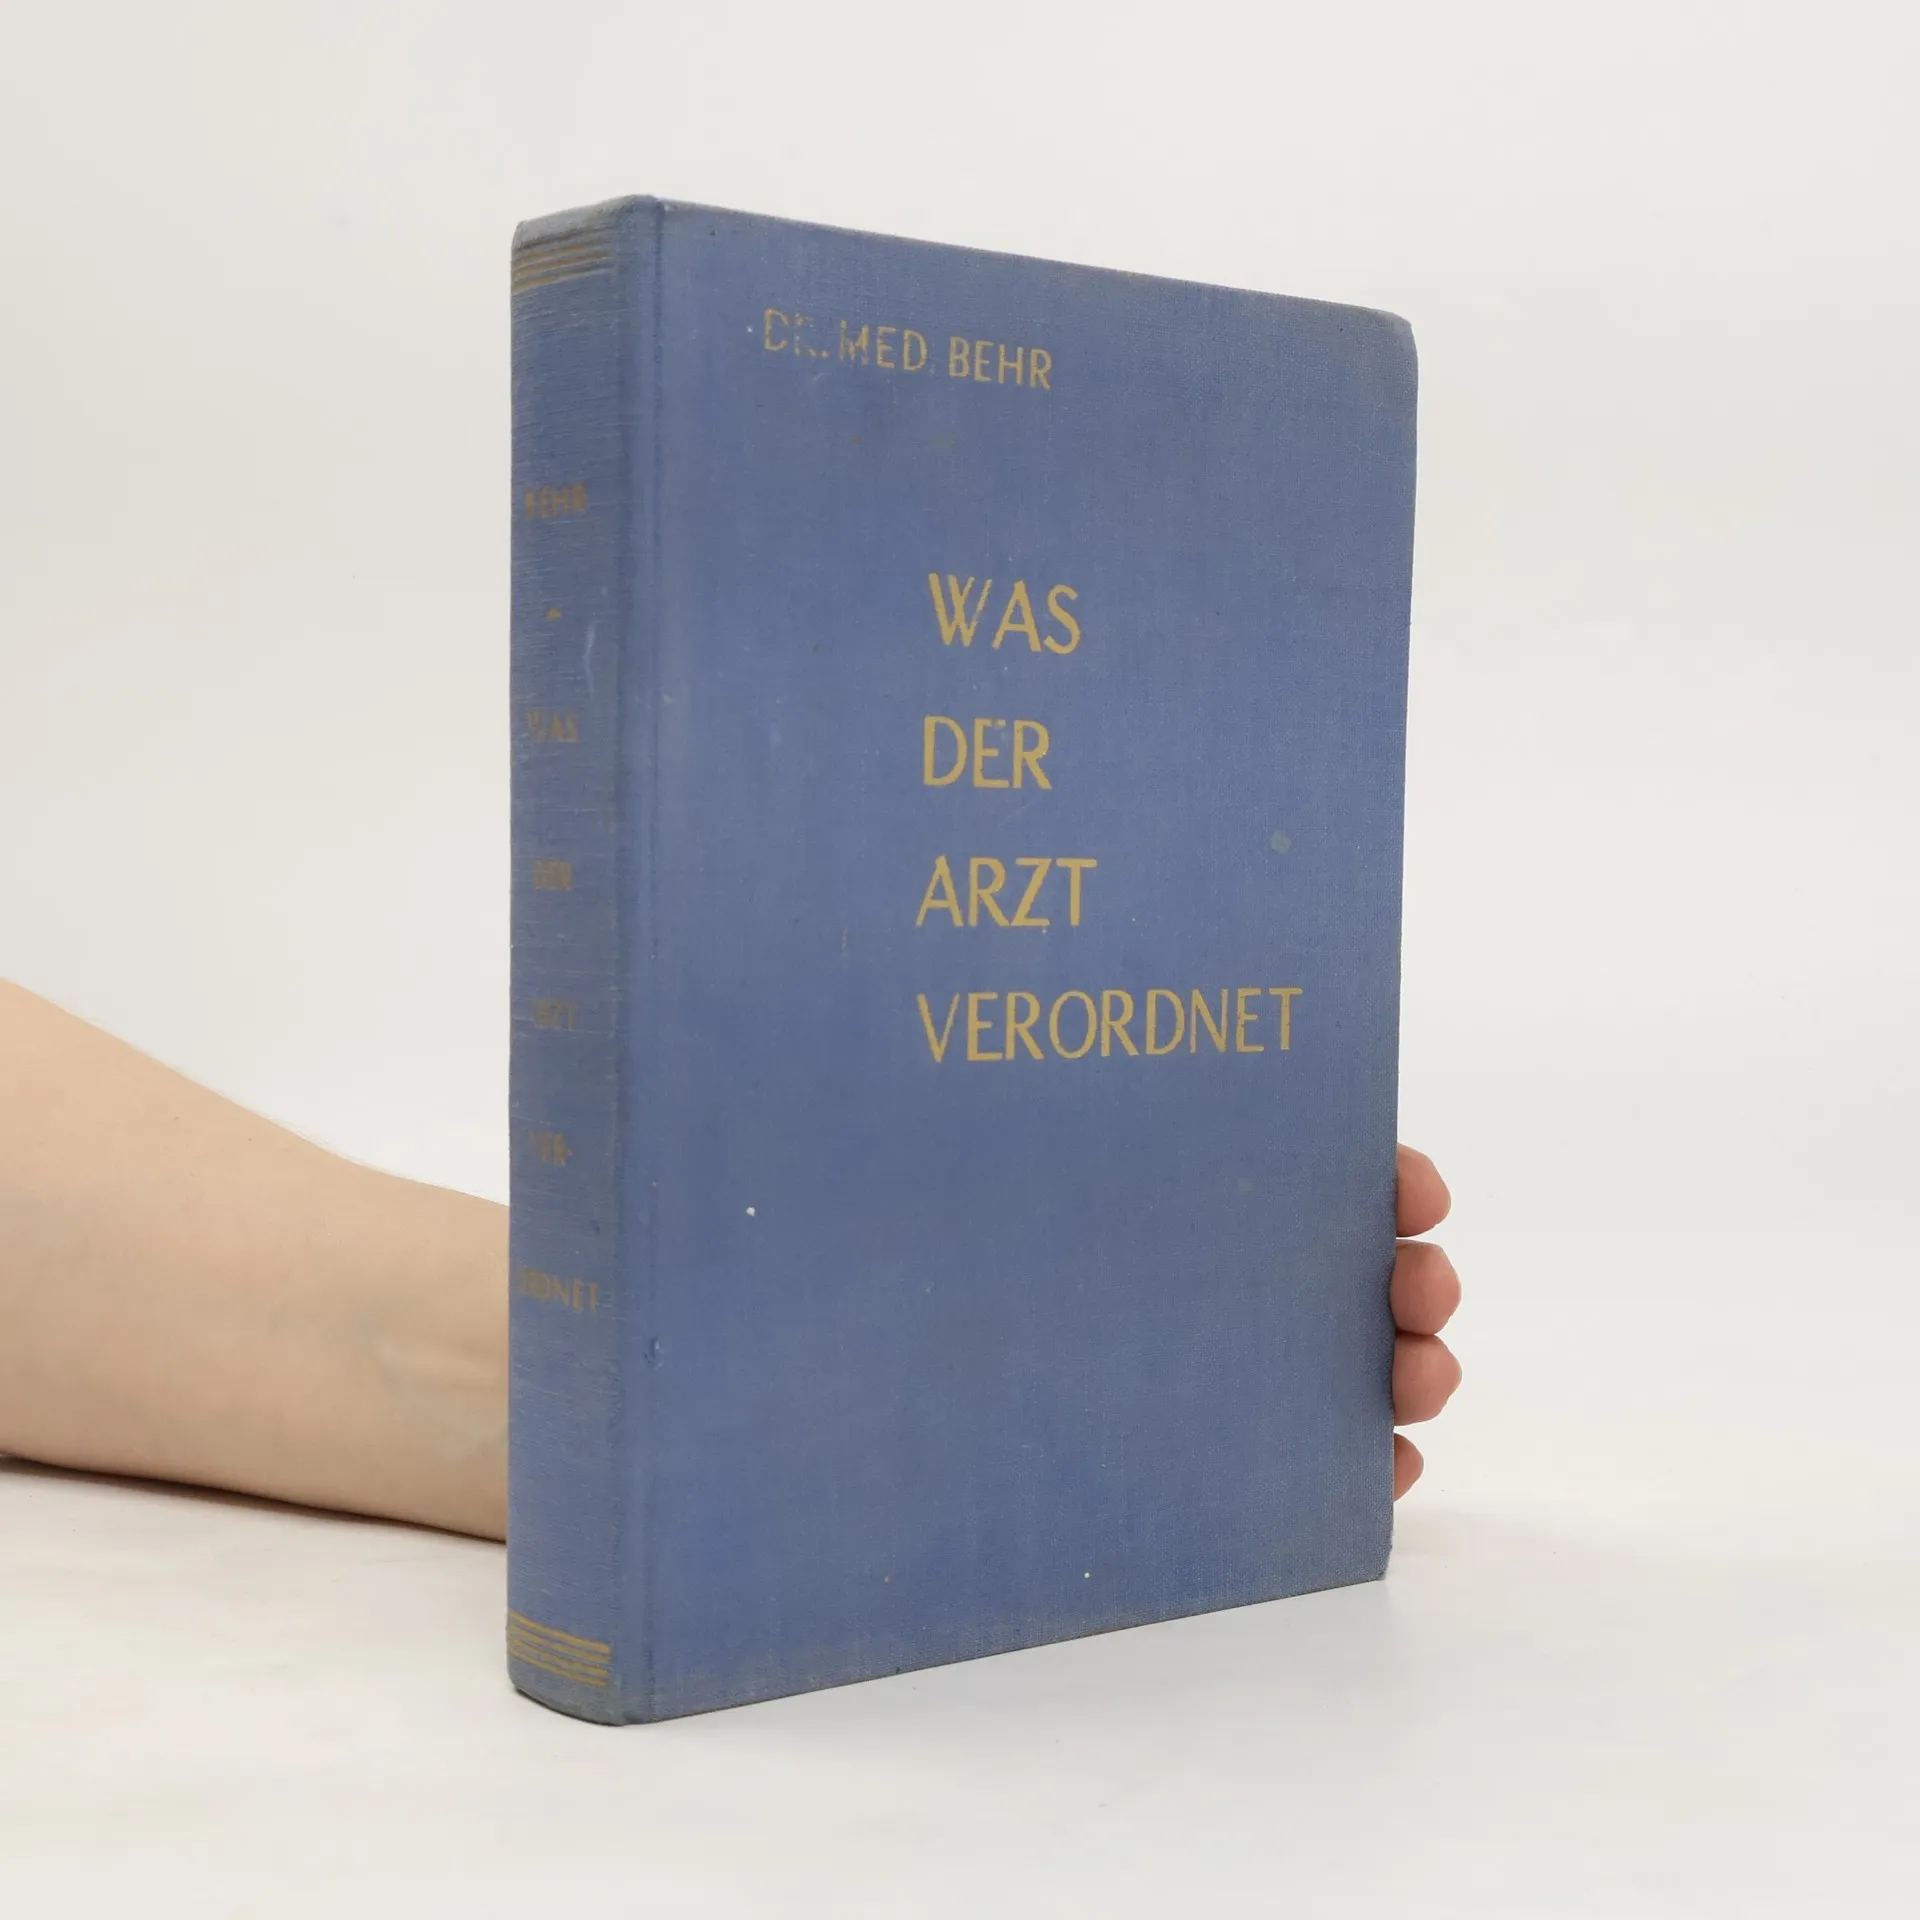 DR. MED. BEHR
WAS
DER
ARZT
VERORDNET
BEHR
-
WAS
DER
ARZT
VER-
ORDNET